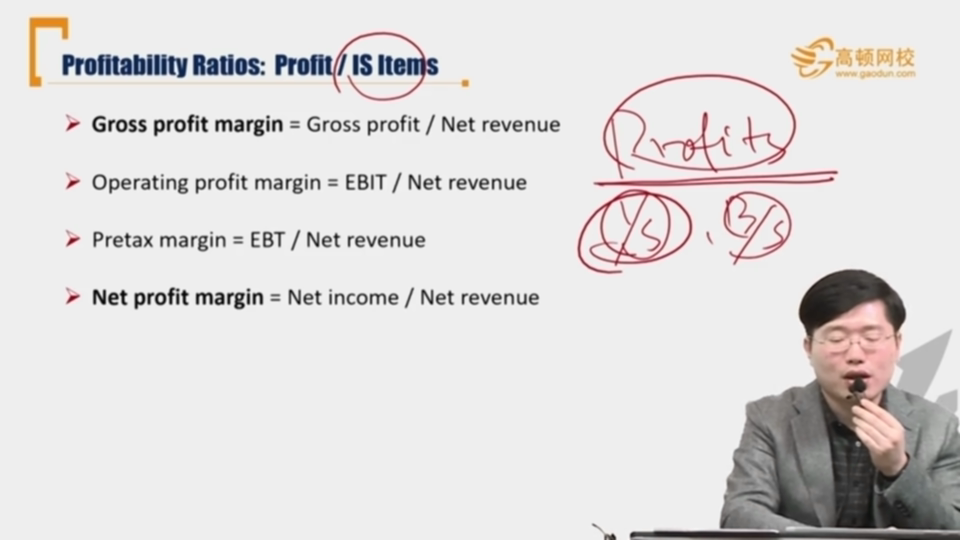 Profitability Ratios: Profit / IS Items
高顿网校
www.gaodun.com
Gross profit margin = Gross profit / Net revenue
Operating profit margin = EBIT / Net revenue
Pretax margin = EBT / Net revenue
Net profit margin = Net income / Net revenue
Profits
I/S , B/S